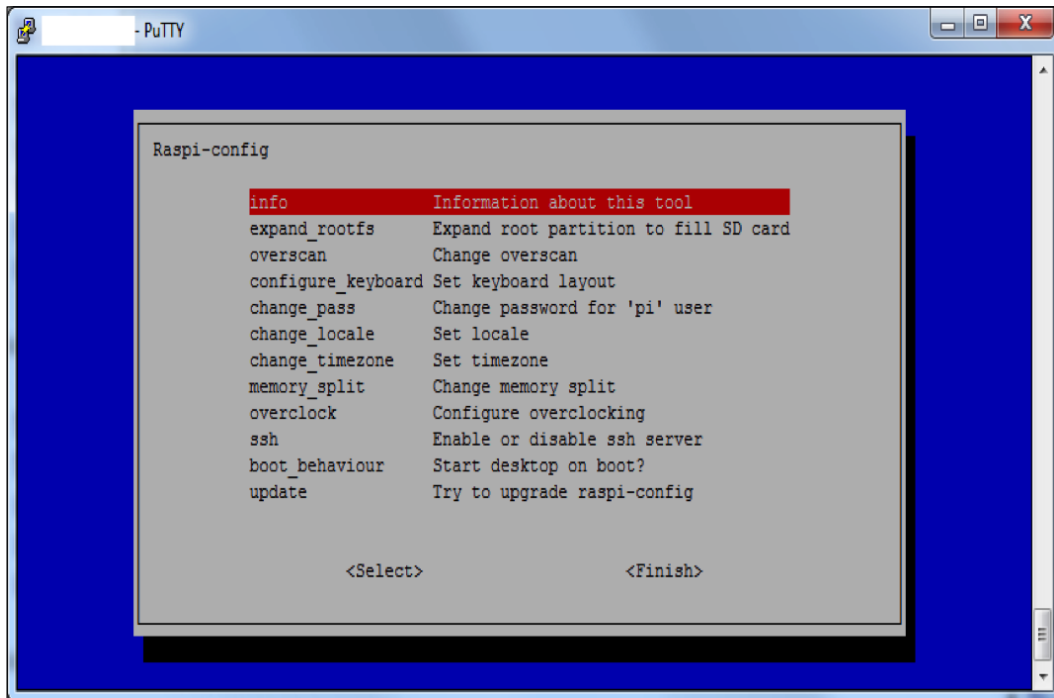 - PuTTY
Raspi-config
info Information about this tool
expand_rootfs Expand root partition to fill SD card
overscan Change overscan
configure_keyboard Set keyboard layout
change_pass Change password for 'pi' user
change_locale Set locale
change_timezone Set timezone
memory_split Change memory split
overclock Configure overclocking
ssh Enable or disable ssh server
boot_behaviour Start desktop on boot?
update Try to upgrade raspi-config
<Select> <Finish>